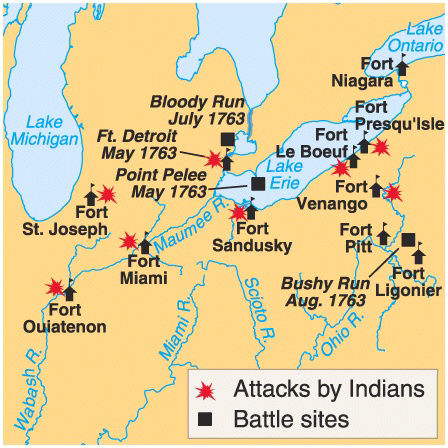 Lake
Ontario
Fort
Niagara
Bloody Run
July 1763
Fort
Presqu'Isle
Lake
Michigan
Ft. Detroit
May 1763
Fort
Le Boeuf
Point Pelee
May 1763
Lake
Erie
Fort
Venango
Fort
St. Joseph
Maumee R.
Fort
Sandusky
Fort
Pitt
Fort
Miami
Bushy Run
Aug. 1763
Fort
Ligonier
Fort
Ouiatenon
Wabash R.
Miami R.
Scioto R.
Ohio R.
Attacks by Indians
Battle sites